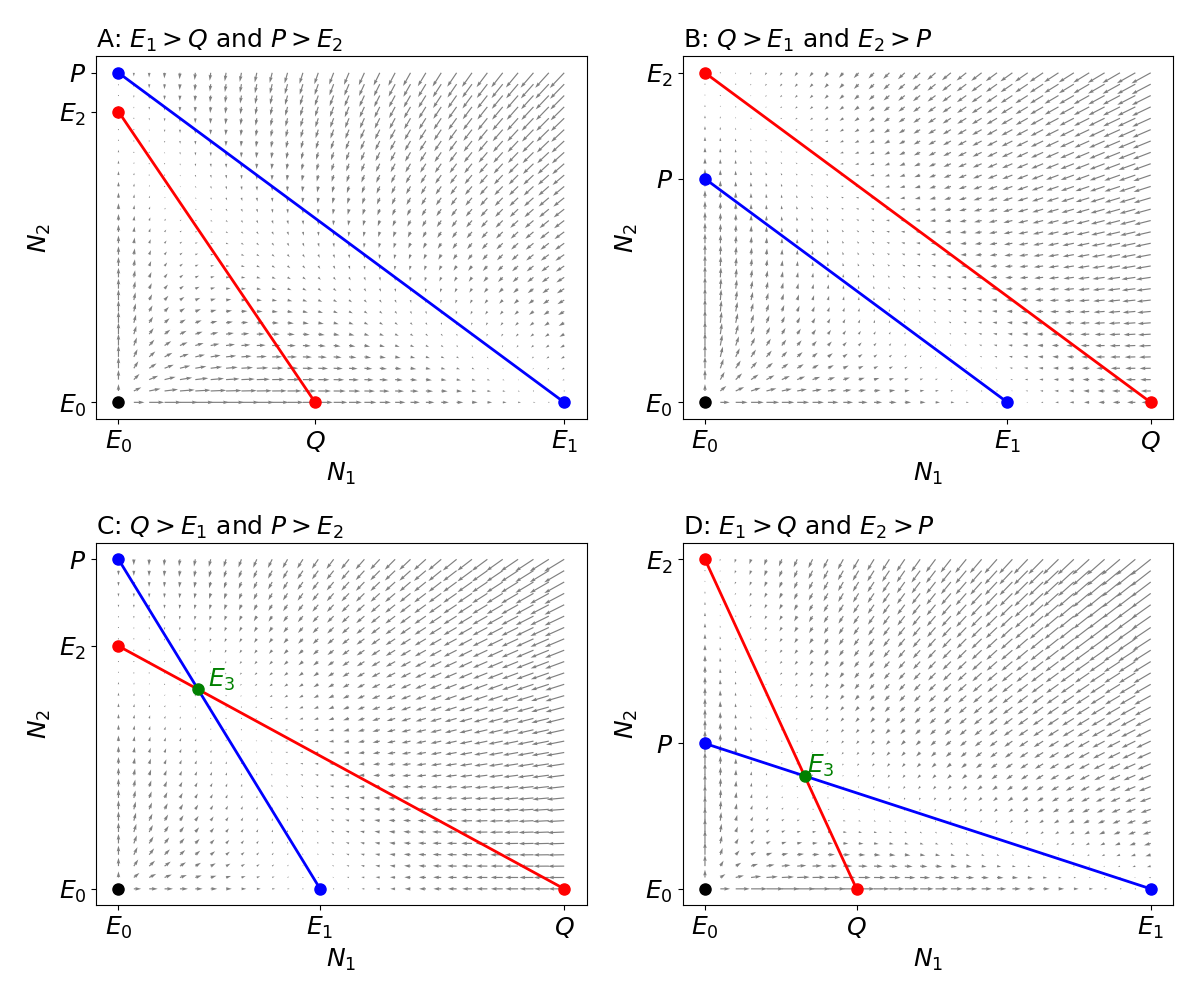 A: E₁ > Q and P > E₂
P
E₂
E₀
N₂
E₀ Q E₁
N₁
B: Q > E₁ and E₂ > P
E₂
P
E₀
N₂
E₀ E₁ Q
N₁
C: Q > E₁ and P > E₂
P
E₂
E₃
E₀
N₂
E₀ E₁ Q
N₁
D: E₁ > Q and E₂ > P
E₂
P
E₃
E₀
N₂
E₀ Q E₁
N₁